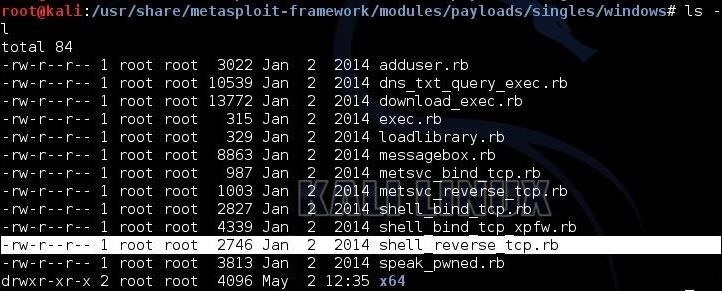 root@kali:/usr/share/metasploit-framework/modules/payloads/singles/windows# ls -
l
total 84
-rw-r--r-- 1 root root  3022 Jan  2  2014 adduser.rb
-rw-r--r-- 1 root root 10539 Jan  2  2014 dns_txt_query_exec.rb
-rw-r--r-- 1 root root 13772 Jan  2  2014 download_exec.rb
-rw-r--r-- 1 root root   315 Jan  2  2014 exec.rb
-rw-r--r-- 1 root root   329 Jan  2  2014 loadlibrary.rb
-rw-r--r-- 1 root root  8863 Jan  2  2014 messagebox.rb
-rw-r--r-- 1 root root   987 Jan  2  2014 metsvc_bind_tcp.rb
-rw-r--r-- 1 root root  1003 Jan  2  2014 metsvc_reverse_tcp.rb
-rw-r--r-- 1 root root  2827 Jan  2  2014 shell_bind_tcp.rb
-rw-r--r-- 1 root root  4339 Jan  2  2014 shell_bind_tcp_xpfw.rb
-rw-r--r-- 1 root root  2746 Jan  2  2014 shell_reverse_tcp.rb
-rw-r--r-- 1 root root  3813 Jan  2  2014 speak_pwned.rb
drwxr-xr-x 2 root root  4096 May  2 12:35 x64
KALI LINUX